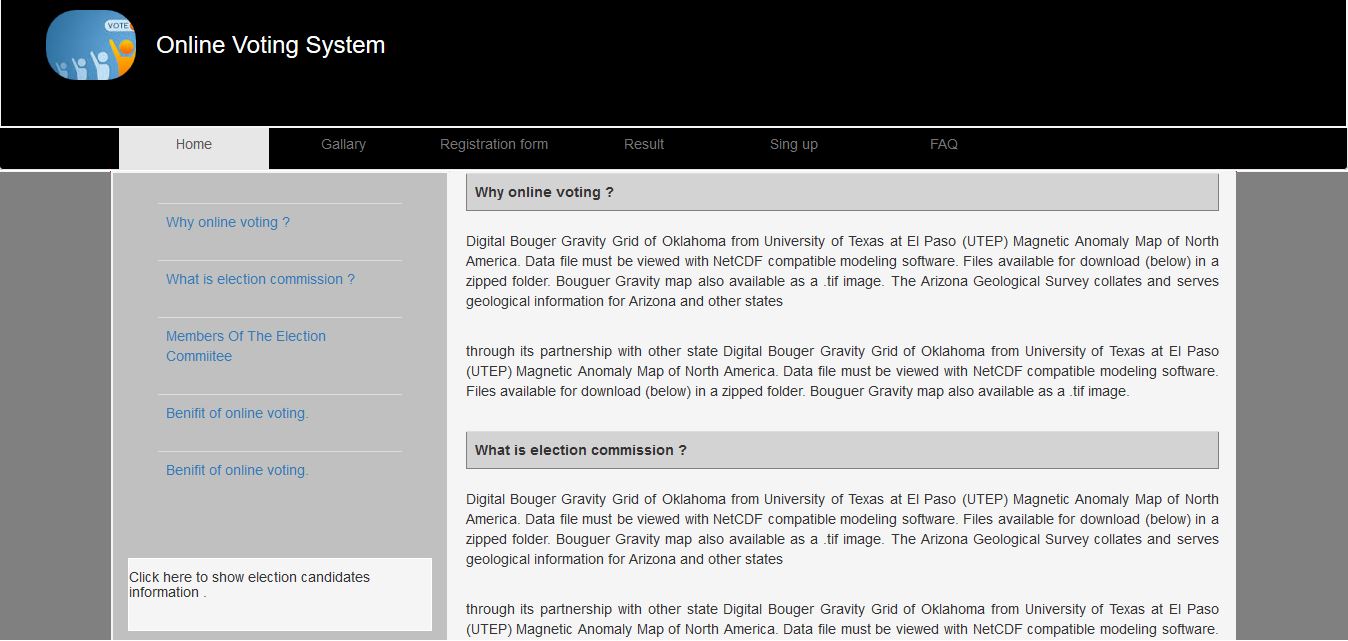 VOTE
Online Voting System
Home Gallary Registration form Result Sing up FAQ
Why online voting ?
What is election commission ?
Members Of The Election
Commiitee
Benifit of online voting.
Benifit of online voting.
Click here to show election candidates
information .
Why online voting ?
Digital Bouger Gravity Grid of Oklahoma from University of Texas at El Paso (UTEP) Magnetic Anomaly Map of North
America. Data file must be viewed with NetCDF compatible modeling software. Files available for download (below) in a
zipped folder. Bouguer Gravity map also available as a .tif image. The Arizona Geological Survey collates and serves
geological information for Arizona and other states
through its partnership with other state Digital Bouger Gravity Grid of Oklahoma from University of Texas at El Paso
(UTEP) Magnetic Anomaly Map of North America. Data file must be viewed with NetCDF compatible modeling software.
Files available for download (below) in a zipped folder. Bouguer Gravity map also available as a .tif image.
What is election commission ?
Digital Bouger Gravity Grid of Oklahoma from University of Texas at El Paso (UTEP) Magnetic Anomaly Map of North
America. Data file must be viewed with NetCDF compatible modeling software. Files available for download (below) in a
zipped folder. Bouguer Gravity map also available as a .tif image. The Arizona Geological Survey collates and serves
geological information for Arizona and other states
through its partnership with other state Digital Bouger Gravity Grid of Oklahoma from University of Texas at El Paso
(UTEP) Magnetic Anomaly Map of North America. Data file must be viewed with NetCDF compatible modeling software.